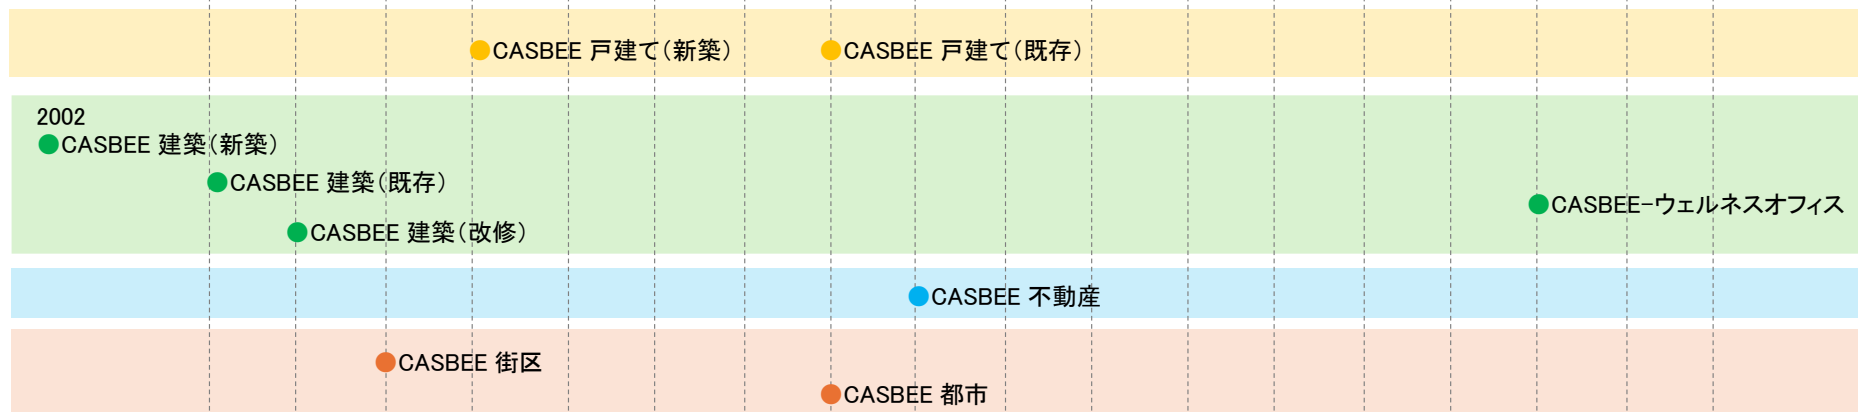 CASBEE 戸建て（新築）
CASBEE 戸建て（既存）
2002
CASBEE 建築（新築）
CASBEE 建築（既存）
CASBEE-ウェルネスオフィス
CASBEE 建築（改修）
CASBEE 不動産
CASBEE 街区
CASBEE 都市